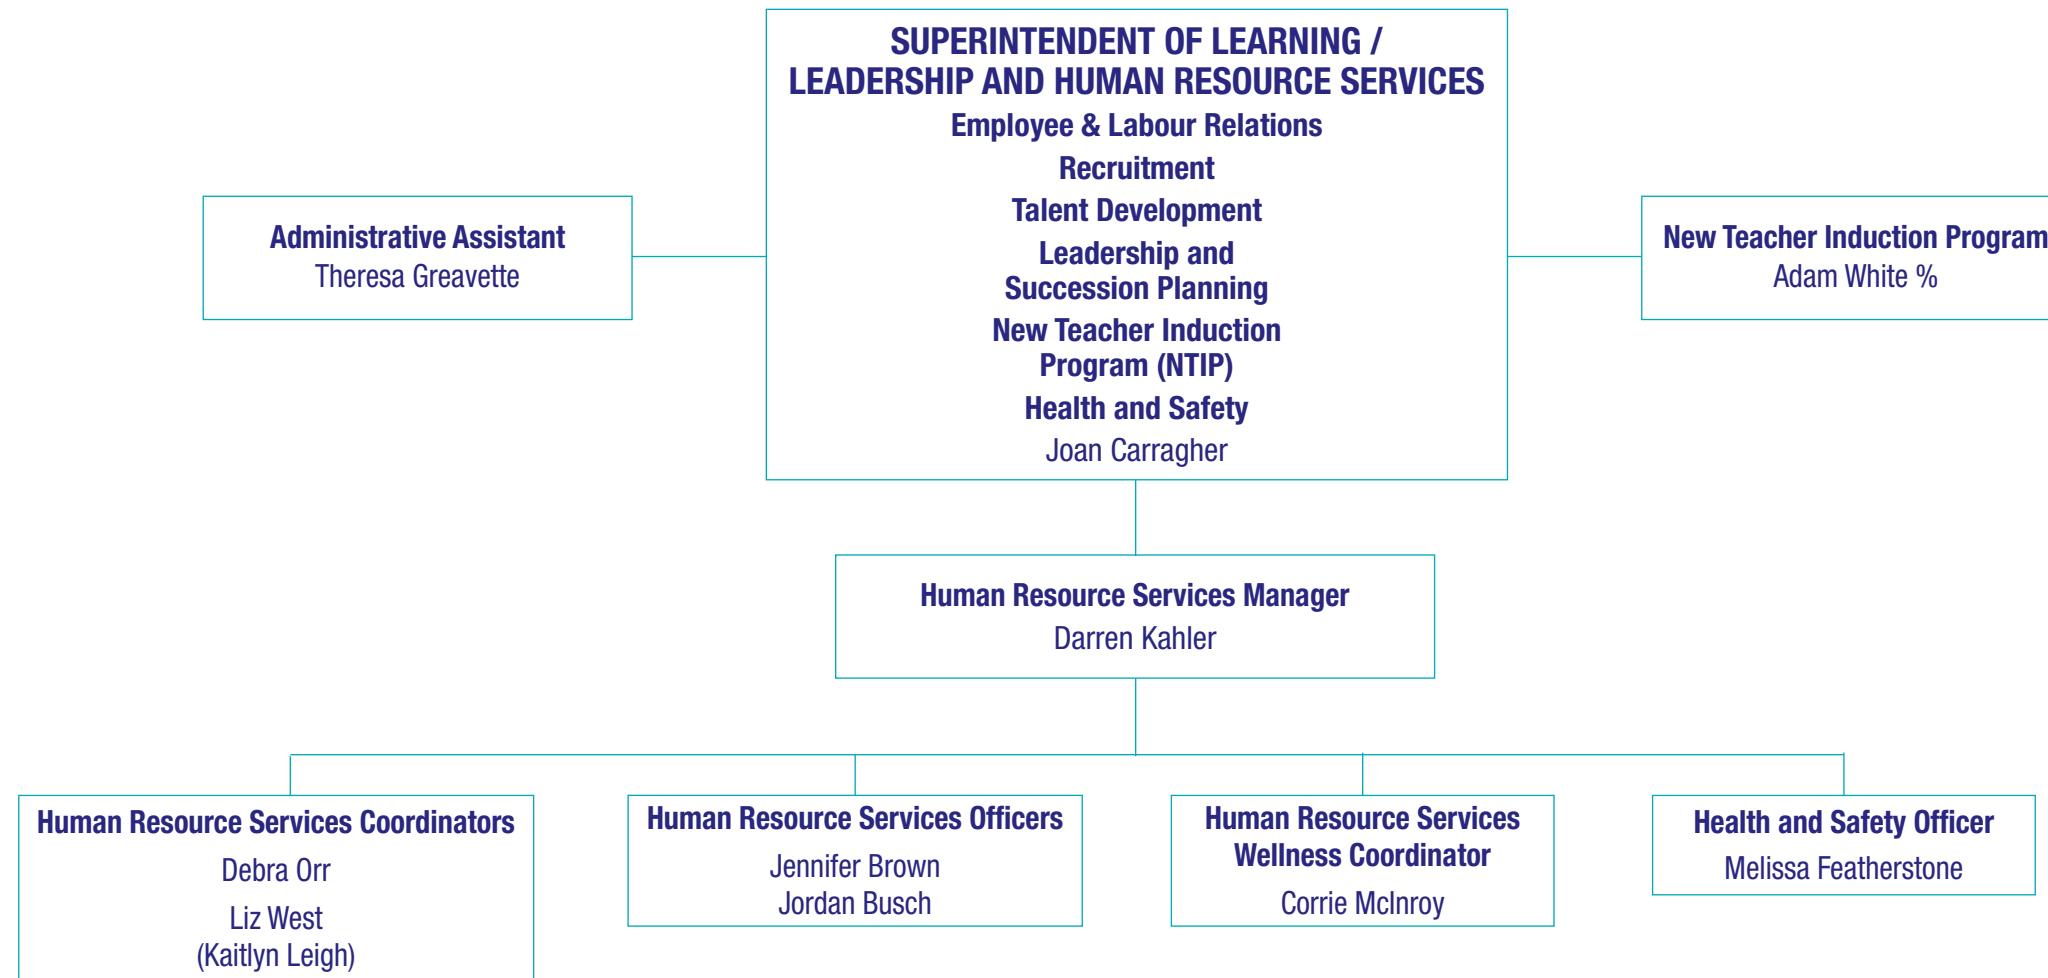 SUPERINTENDENT OF LEARNING /
LEADERSHIP AND HUMAN RESOURCE SERVICES
Employee & Labour Relations
Recruitment
Talent Development
Leadership and
Succession Planning
New Teacher Induction
Program (NTIP)
Health and Safety
Joan Carragher
Administrative Assistant
Theresa Greavette
New Teacher Induction Program
Adam White %
Human Resource Services Manager
Darren Kahler
Human Resource Services Coordinators
Debra Orr
Liz West
(Kaitlyn Leigh)
Human Resource Services Officers
Jennifer Brown
Jordan Busch
Human Resource Services
Wellness Coordinator
Corrie McInroy
Health and Safety Officer
Melissa Featherstone